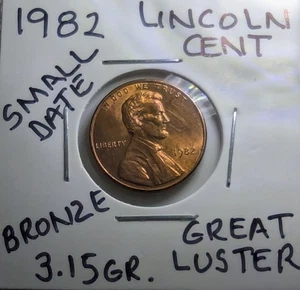 1982 LINCOLN
CENT
SMALL
DATE
IN GOD WE TRUST
LIBERTY
1982
BRONZE
3.15GR.
GREAT
LUSTER